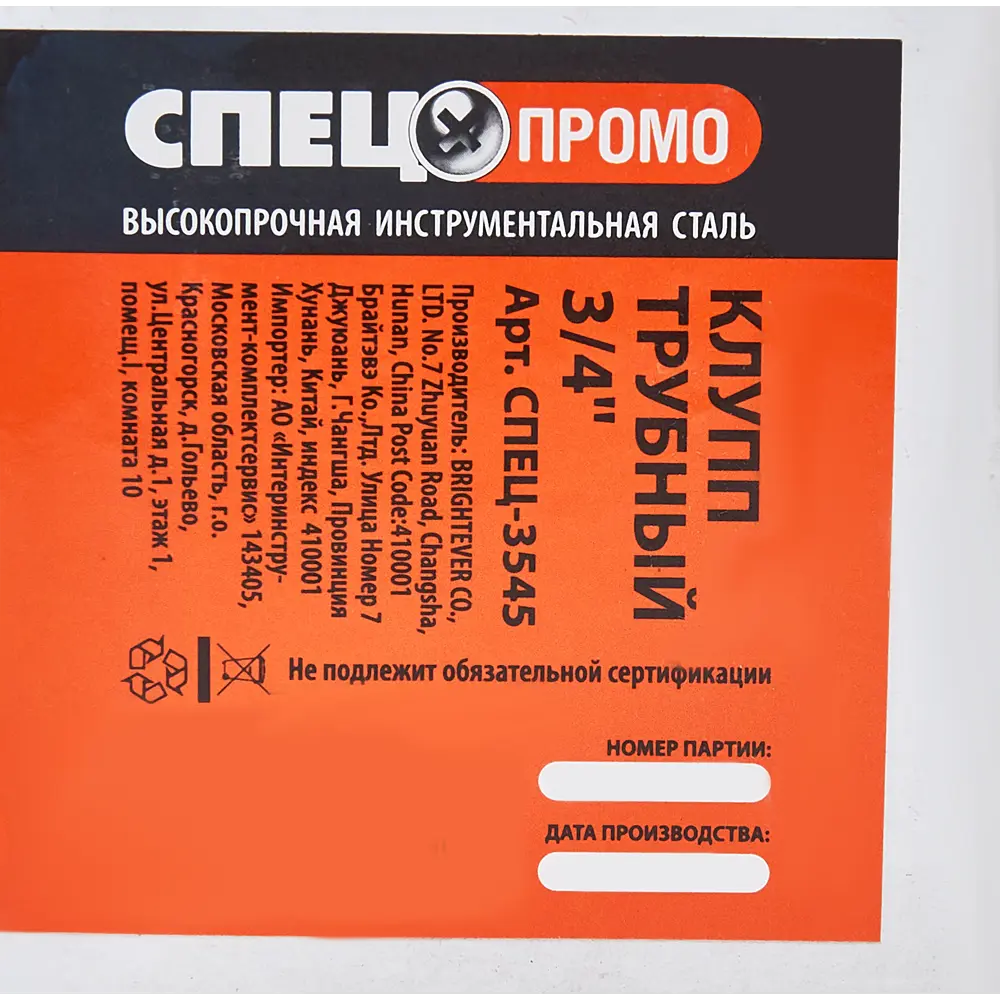 СПЕЦ ПРОМО
ВЫСОКОПРОЧНАЯ ИНСТРУМЕНТАЛЬНАЯ СТАЛЬ
КЛУПП
ТРУБНЫЙ
3/4"
Арт. СПЕЦ-3545
Производитель: BRIGHTEVER CO.,
LTD. No.7 Zhuyuan Road, Changsha,
Hunan, China Post Code:410001
Брайтэвэ Ко.,Лтд. Улица Номер 7
Джуюань, Г.Чангша, Провинция
Хунань, Китай, индекс 410001
Импортер: АО «Интеринстру-
мент-комплектсервис» 143405,
Московская область, г.о.
Красногорск, д.Гольево,
ул.Центральная д.1, этаж 1,
помещ.I, комната 10
Не подлежит обязательной сертификации
НОМЕР ПАРТИИ:
ДАТА ПРОИЗВОДСТВА: